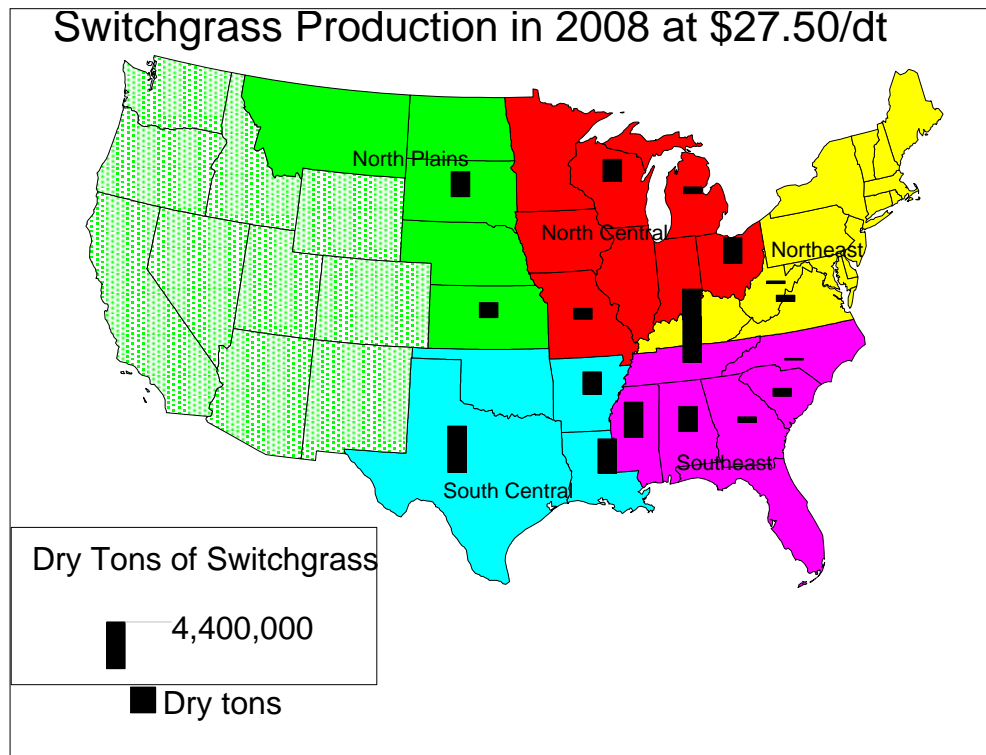 Switchgrass Production in 2008 at $27.50/dt
North Plains
North Central
Northeast
Southeast
South Central
Dry Tons of Switchgrass
4,400,000
Dry tons